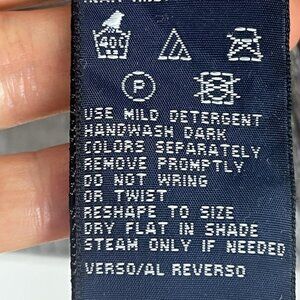 40
P
USE MILD DETERGENT
HANDWASH DARK
COLORS SEPARATELY
REMOVE PROMPTLY
DO NOT WRING
OR TWIST
RESHAPE TO SIZE
DRY FLAT IN SHADE
STEAM ONLY IF NEEDED
VERSO/AL REVERSO